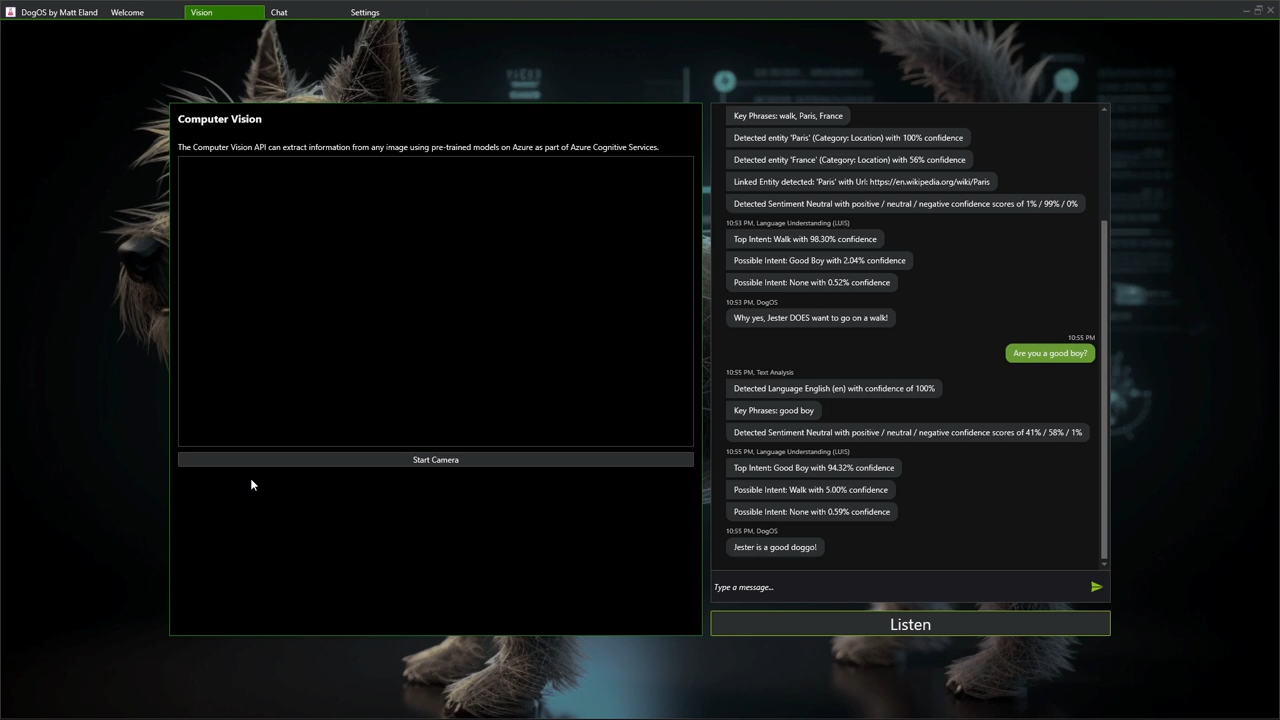 DogOS by Matt Eland
Welcome
Vision
Chat
Settings
Computer Vision
The Computer Vision API can extract information from any image using pre-trained models on Azure as part of Azure Cognitive Services.
Start Camera
Key Phrases: walk, Paris, France
Detected entity 'Paris' (Category: Location) with 100% confidence
Detected entity 'France' (Category: Location) with 56% confidence
Linked Entity detected: 'Paris' with Url: https://en.wikipedia.org/wiki/Paris
Detected Sentiment Neutral with positive / neutral / negative confidence scores of 1% / 99% / 0%
10:53 PM, Language Understanding (LUIS)
Top Intent: Walk with 98.30% confidence
Possible Intent: Good Boy with 2.04% confidence
Possible Intent: None with 0.52% confidence
10:53 PM, DogOS
Why yes, Jester DOES want to go on a walk!
10:55 PM
Are you a good boy?
10:55 PM, Text Analysis
Detected Language English (en) with confidence of 100%
Key Phrases: good boy
Detected Sentiment Neutral with positive / neutral / negative confidence scores of 41% / 58% / 1%
10:55 PM, Language Understanding (LUIS)
Top Intent: Good Boy with 94.32% confidence
Possible Intent: Walk with 5.00% confidence
Possible Intent: None with 0.59% confidence
10:55 PM, DogOS
Jester is a good doggo!
Type a message...
Listen